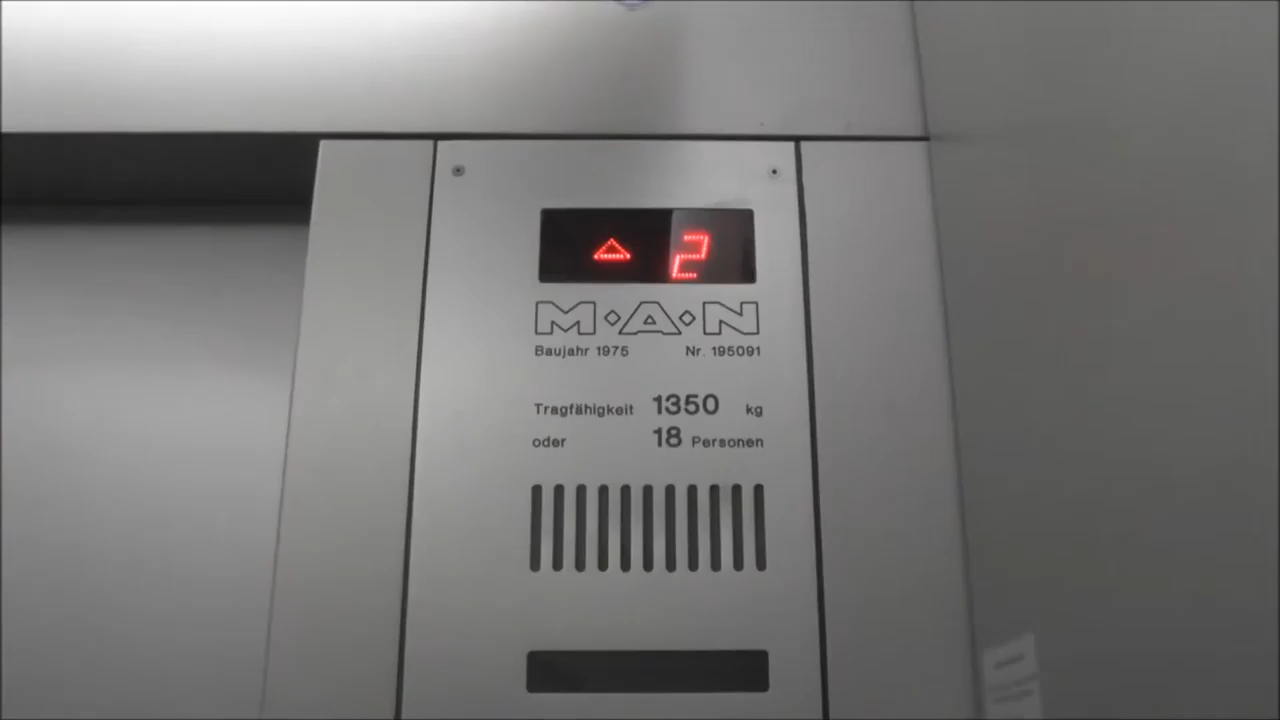 2
M·A·N
Baujahr 1975 Nr. 195091
Tragfähigkeit 1350 kg
oder 18 Personen